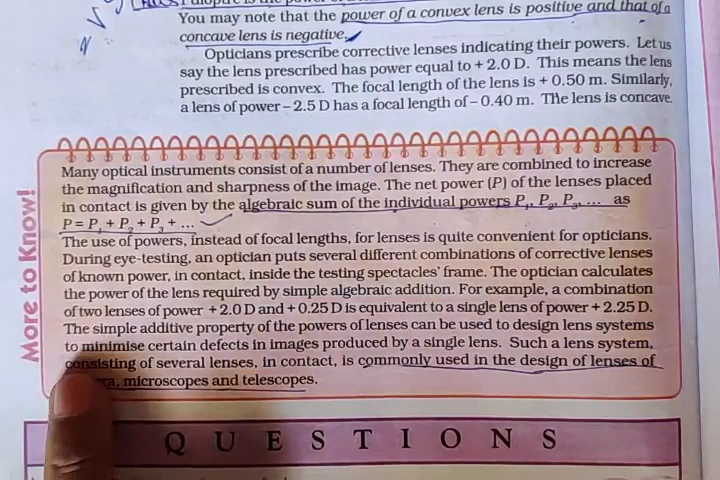 You may note that the power of a convex lens is positive and that of a
concave lens is negative.
Opticians prescribe corrective lenses indicating their powers. Let us
say the lens prescribed has power equal to + 2.0 D. This means the lens
prescribed is convex. The focal length of the lens is + 0.50 m. Similarly,
a lens of power – 2.5 D has a focal length of – 0.40 m. The lens is concave.
More to Know!
Many optical instruments consist of a number of lenses. They are combined to increase
the magnification and sharpness of the image. The net power (P) of the lenses placed
in contact is given by the algebraic sum of the individual powers P1, P2, P3, … as
P = P1 + P2 + P3 + …
The use of powers, instead of focal lengths, for lenses is quite convenient for opticians.
During eye-testing, an optician puts several different combinations of corrective lenses
of known power, in contact, inside the testing spectacles' frame. The optician calculates
the power of the lens required by simple algebraic addition. For example, a combination
of two lenses of power + 2.0 D and + 0.25 D is equivalent to a single lens of power + 2.25 D.
The simple additive property of the powers of lenses can be used to design lens systems
to minimise certain defects in images produced by a single lens. Such a lens system,
consisting of several lenses, in contact, is commonly used in the design of lenses of
microscopes and telescopes.
QUESTIONS